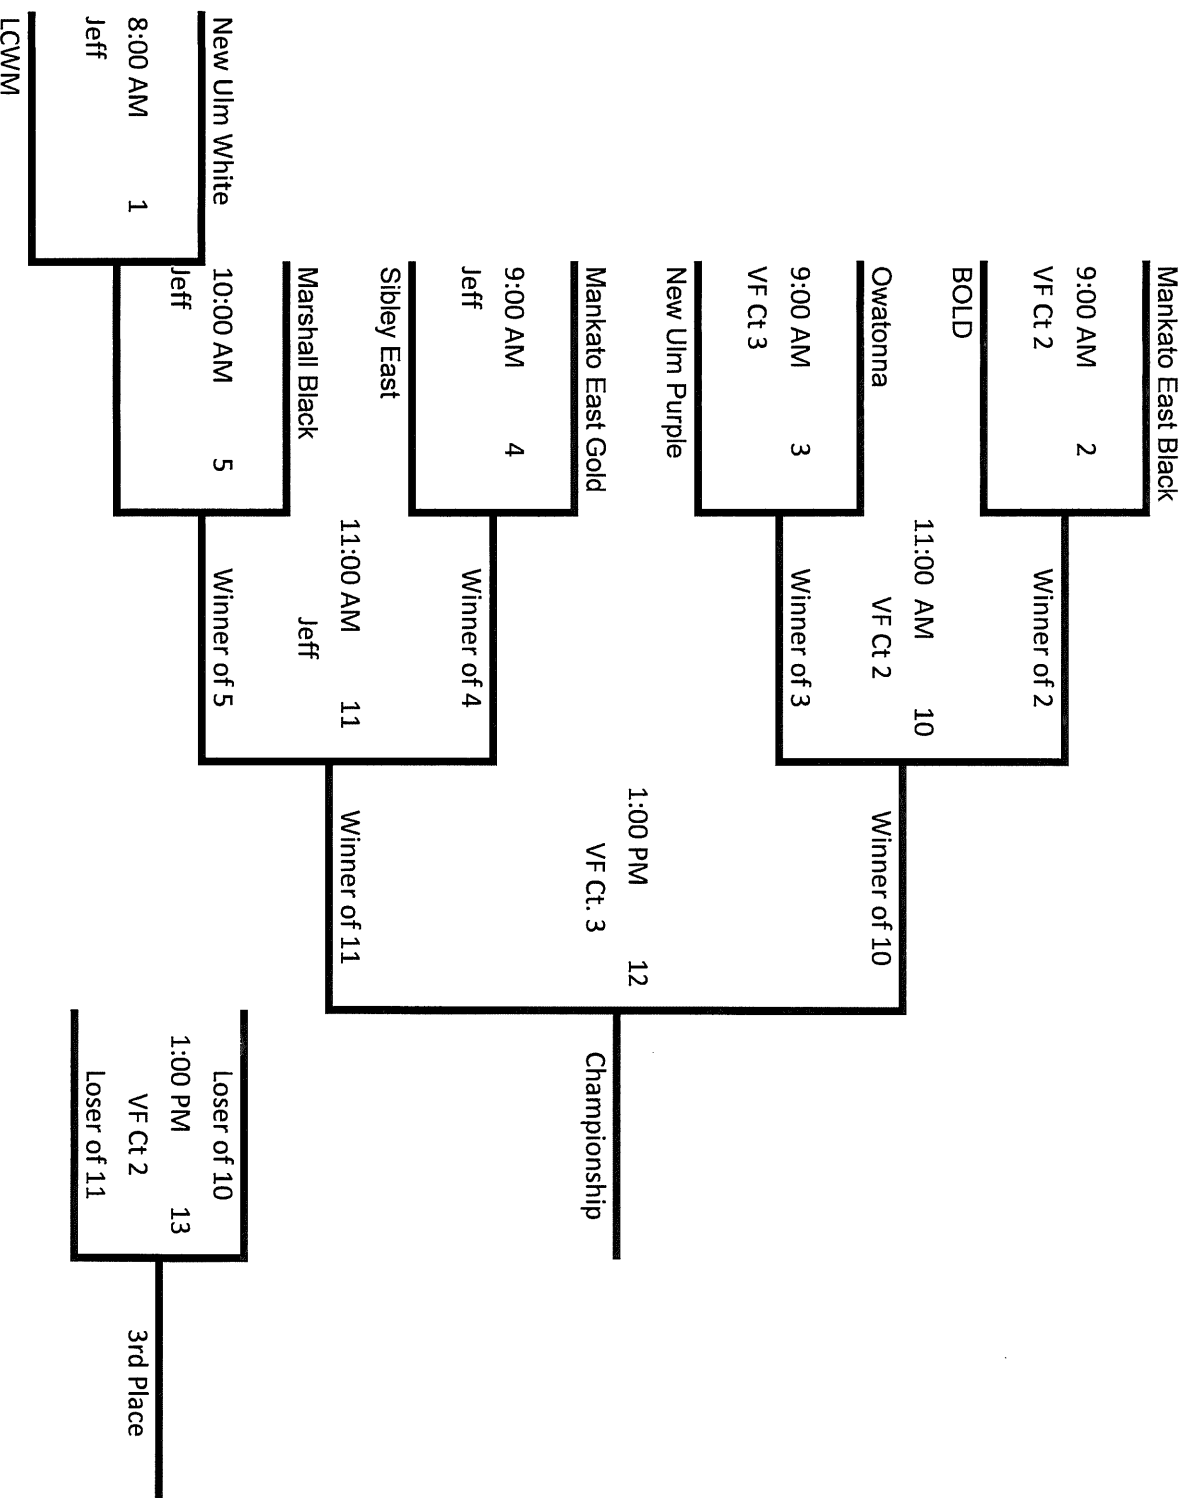 Mankato East Black
9:00 AM 2
VF Ct 2
BOLD
Owatonna
9:00 AM 3
VF Ct 3
New Ulm Purple
Mankato East Gold
9:00 AM 4
Jeff
Sibley East
Marshall Black
10:00 AM 5
Jeff
New Ulm White
8:00 AM 1
Jeff
LCWM
Winner of 2
11:00 AM 10
VF Ct 2
Winner of 3
Winner of 4
11:00 AM 11
Jeff
Winner of 5
Winner of 10
1:00 PM 12
VF Ct. 3
Winner of 11
Championship
Loser of 10
1:00 PM 13
VF Ct 2
Loser of 11
3rd Place